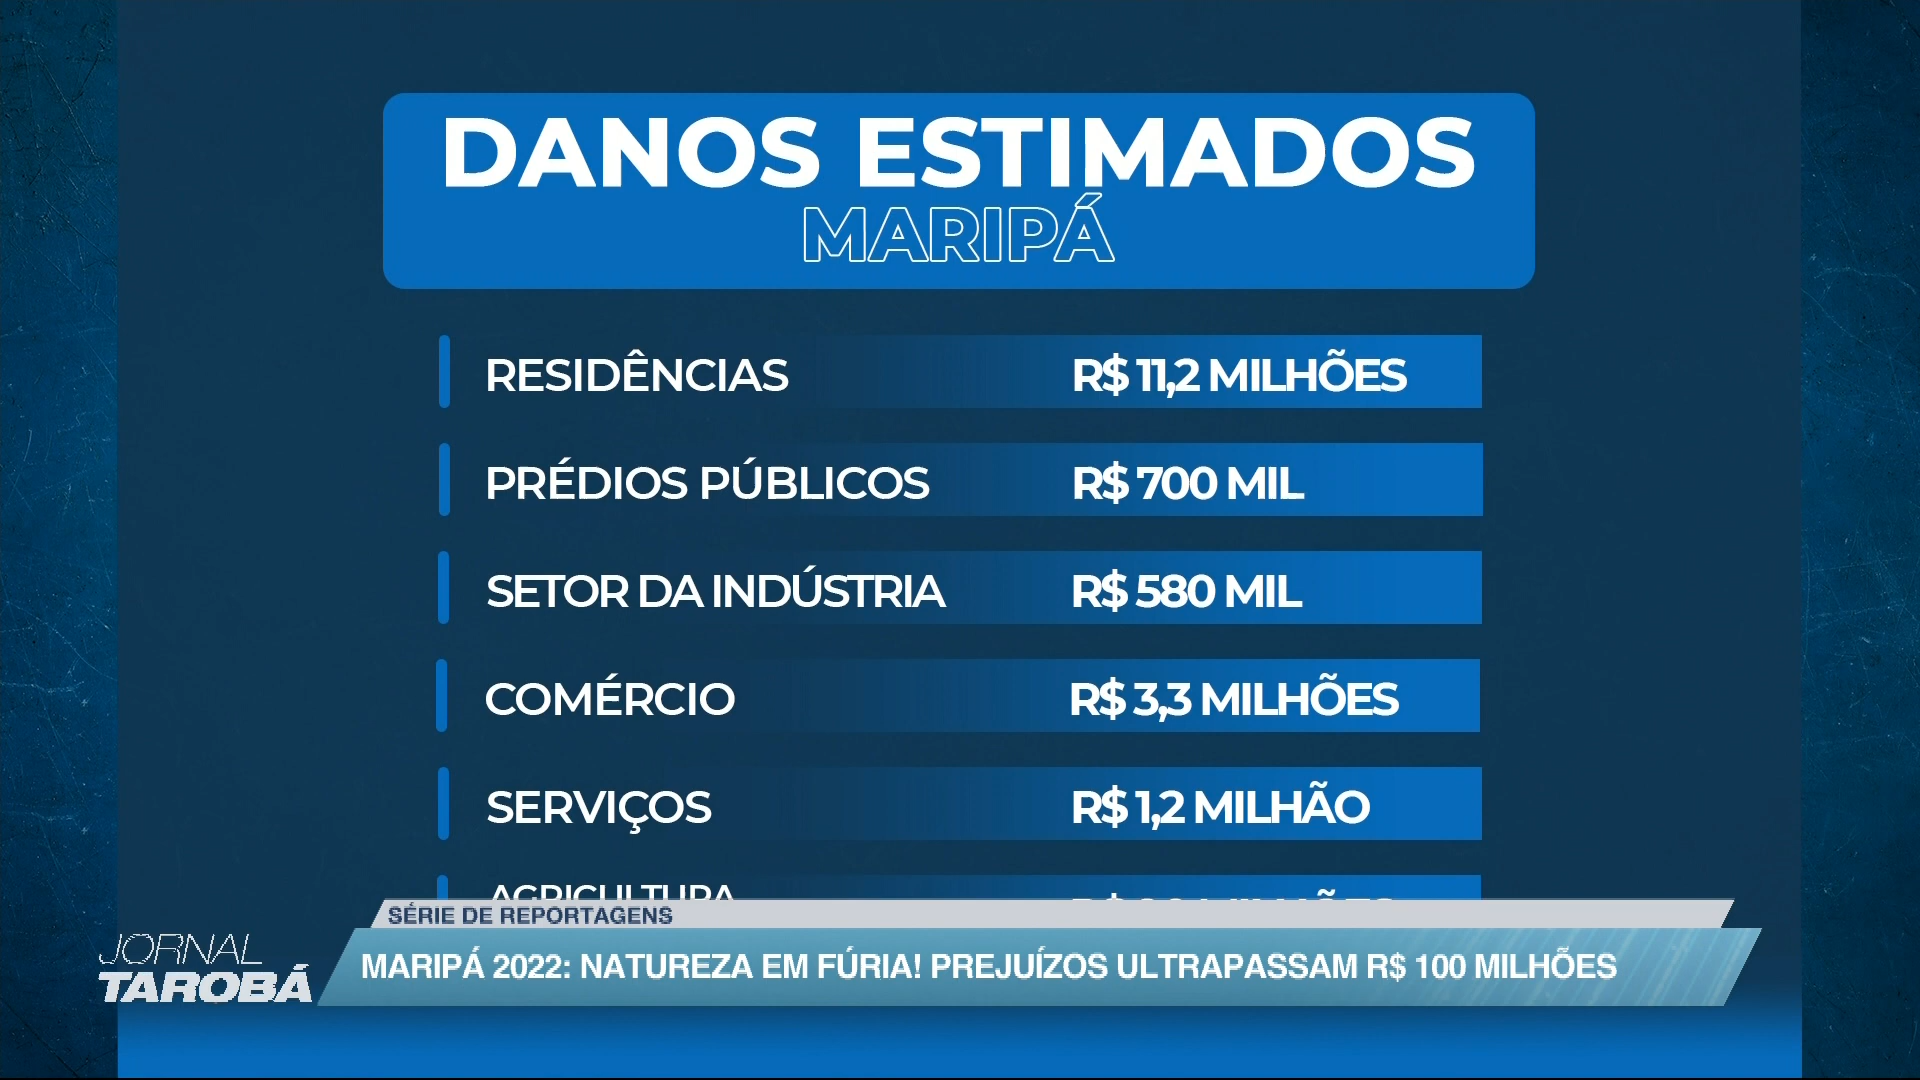 DANOS ESTIMADOS
MARIPÁ
RESIDÊNCIAS R$ 11,2 MILHÕES
PRÉDIOS PÚBLICOS R$ 700 MIL
SETOR DA INDÚSTRIA R$ 580 MIL
COMÉRCIO R$ 3,3 MILHÕES
SERVIÇOS R$ 1,2 MILHÃO
AGRICULTURA
SÉRIE DE REPORTAGENS
JORNAL
TAROBÁ
MARIPÁ 2022: NATUREZA EM FÚRIA! PREJUÍZOS ULTRAPASSAM R$ 100 MILHÕES